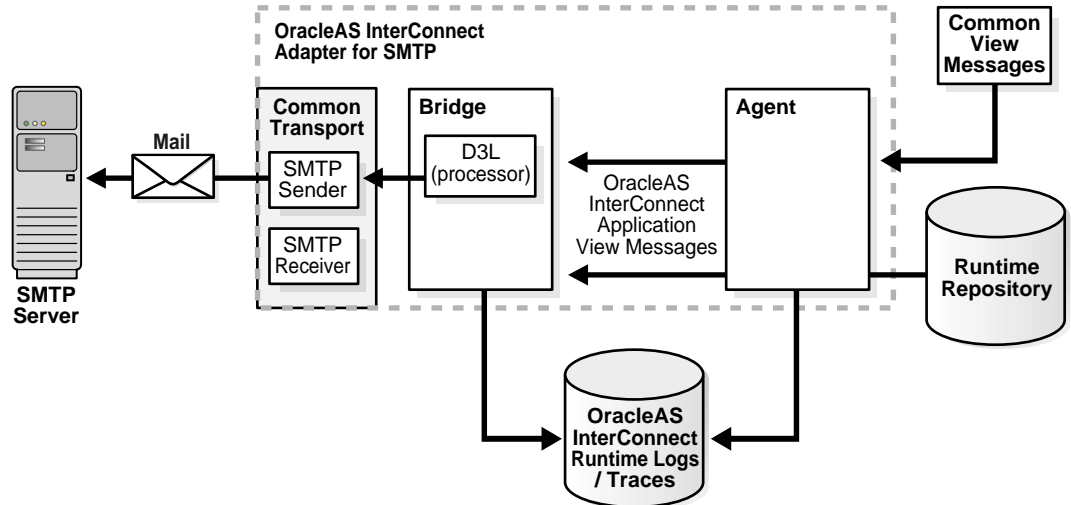 OracleAS InterConnect
Adapter for SMTP
Common
View
Messages
Common
Transport
Bridge
Agent
Mail
SMTP
Sender
D3L
(processor)
OracleAS
InterConnect
Application
View Messages
SMTP
Receiver
Runtime
Repository
SMTP
Server
OracleAS
InterConnect
Runtime Logs
/ Traces